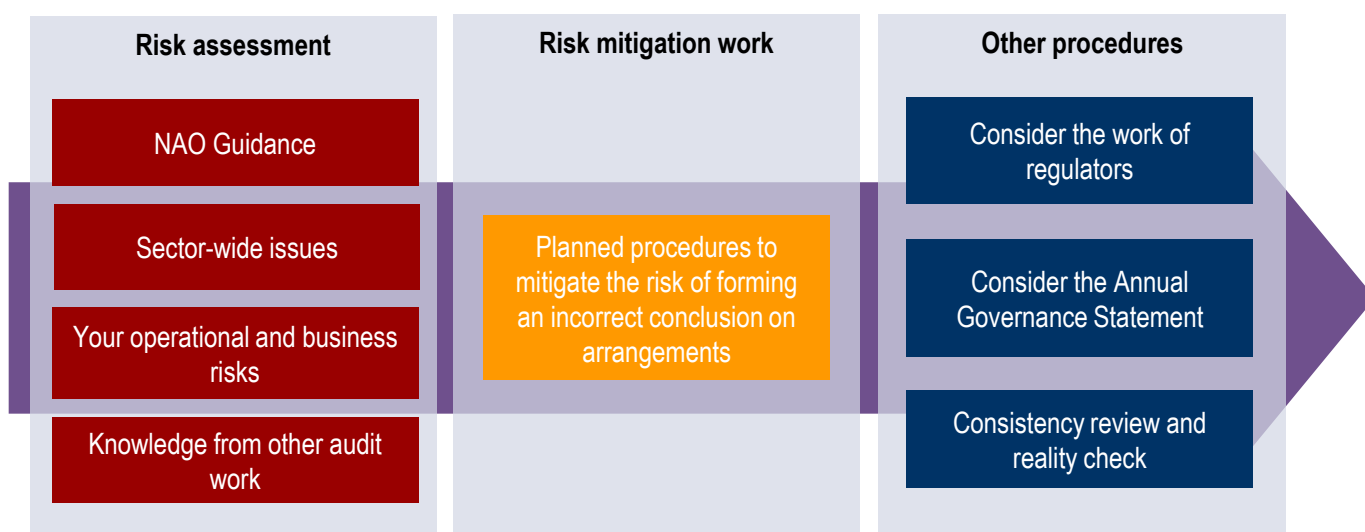 Risk assessment
NAO Guidance
Sector-wide issues
Your operational and business
risks
Knowledge from other audit
work
Risk mitigation work
Planned procedures to
mitigate the risk of forming
an incorrect conclusion on
arrangements
Other procedures
Consider the work of
regulators
Consider the Annual
Governance Statement
Consistency review and
reality check